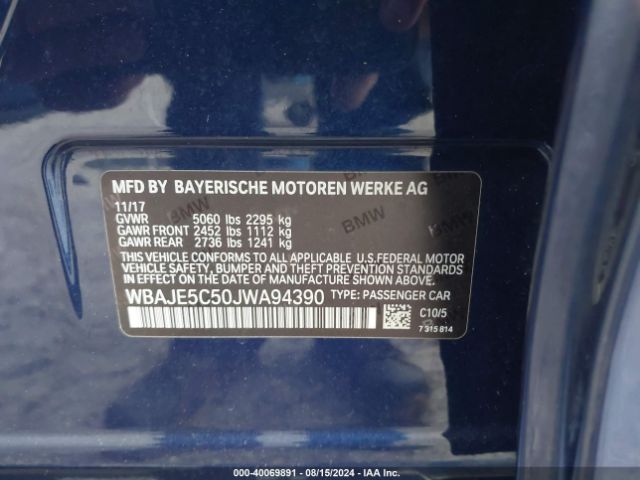 MFD BY BAYERISCHE MOTOREN WERKE AG
11/17
GVWR 5060 lbs 2295 kg
GAWR FRONT 2452 lbs 1112 kg
GAWR REAR 2736 lbs 1241 kg
THIS VEHICLE CONFORMS TO ALL APPLICABLE U.S.FEDERAL MOTOR
VEHICLE SAFETY, BUMPER AND THEFT PREVENTION STANDARDS
IN EFFECT ON THE DATE OF MANUFACTURE SHOWN ABOVE.
WBAJE5C50JWA94390 TYPE: PASSENGER CAR
C10/5
7 315 814
BMW
BMW
000-40069891 - 08/15/2024 - IAA Inc.